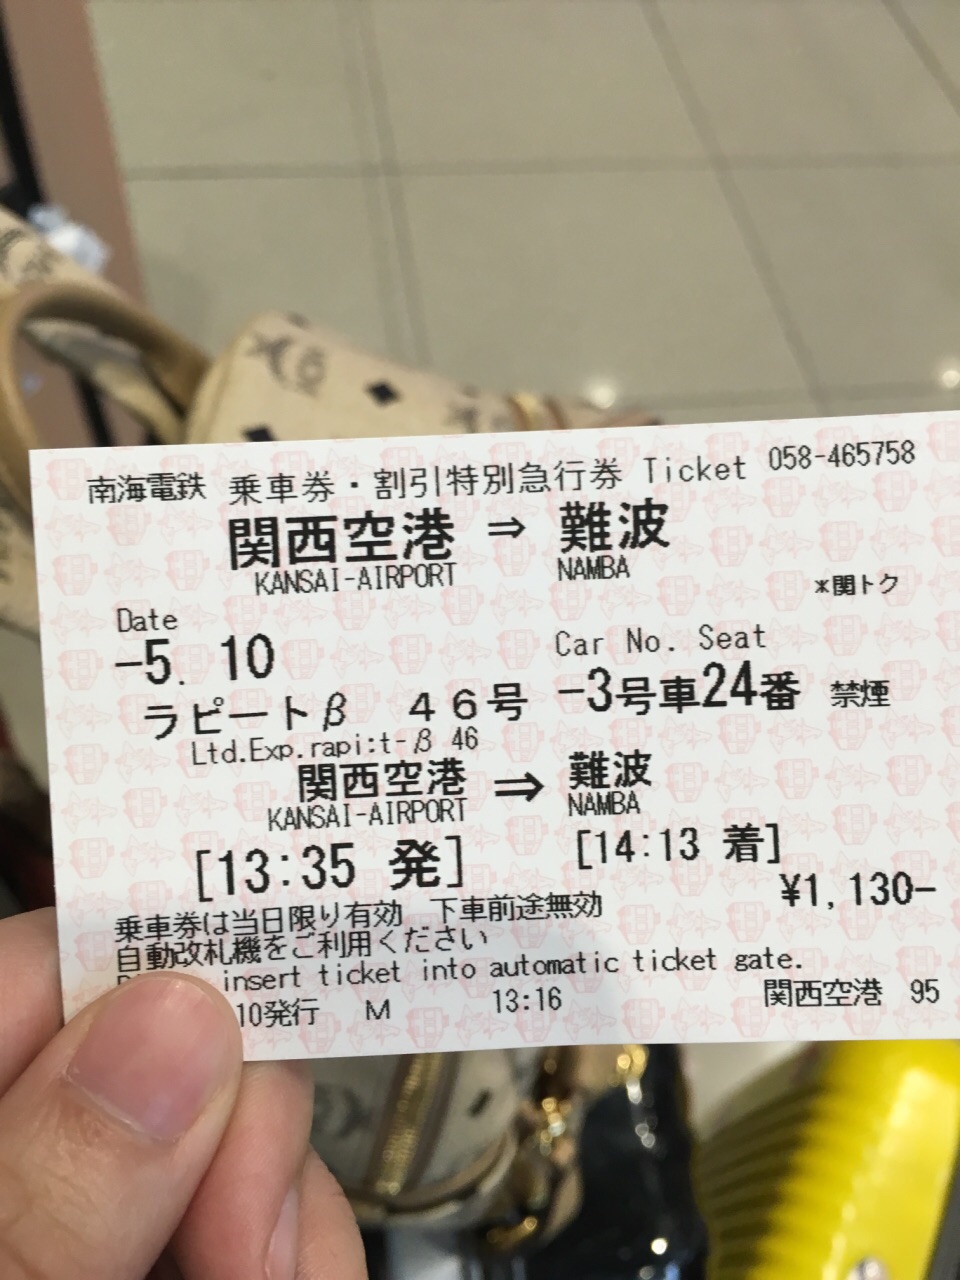 南海電鉄 乗車券・割引特別急行券 Ticket 058-465758
関西空港 ⇒ 難波
KANSAI-AIRPORT NAMBA
*関トク
Date
Car No. Seat
-5. 10
-3号車24番 禁煙
ラピートβ 46号
Ltd.Exp.rapi:t-β 46
関西空港 ⇒ 難波
KANSAI-AIRPORT NAMBA
[13:35 発] [14:13 着]
¥1,130-
乗車券は当日限り有効 下車前途無効
自動改札機をご利用ください
insert ticket into automatic ticket gate.
10発行 M 13:16 関西空港 95